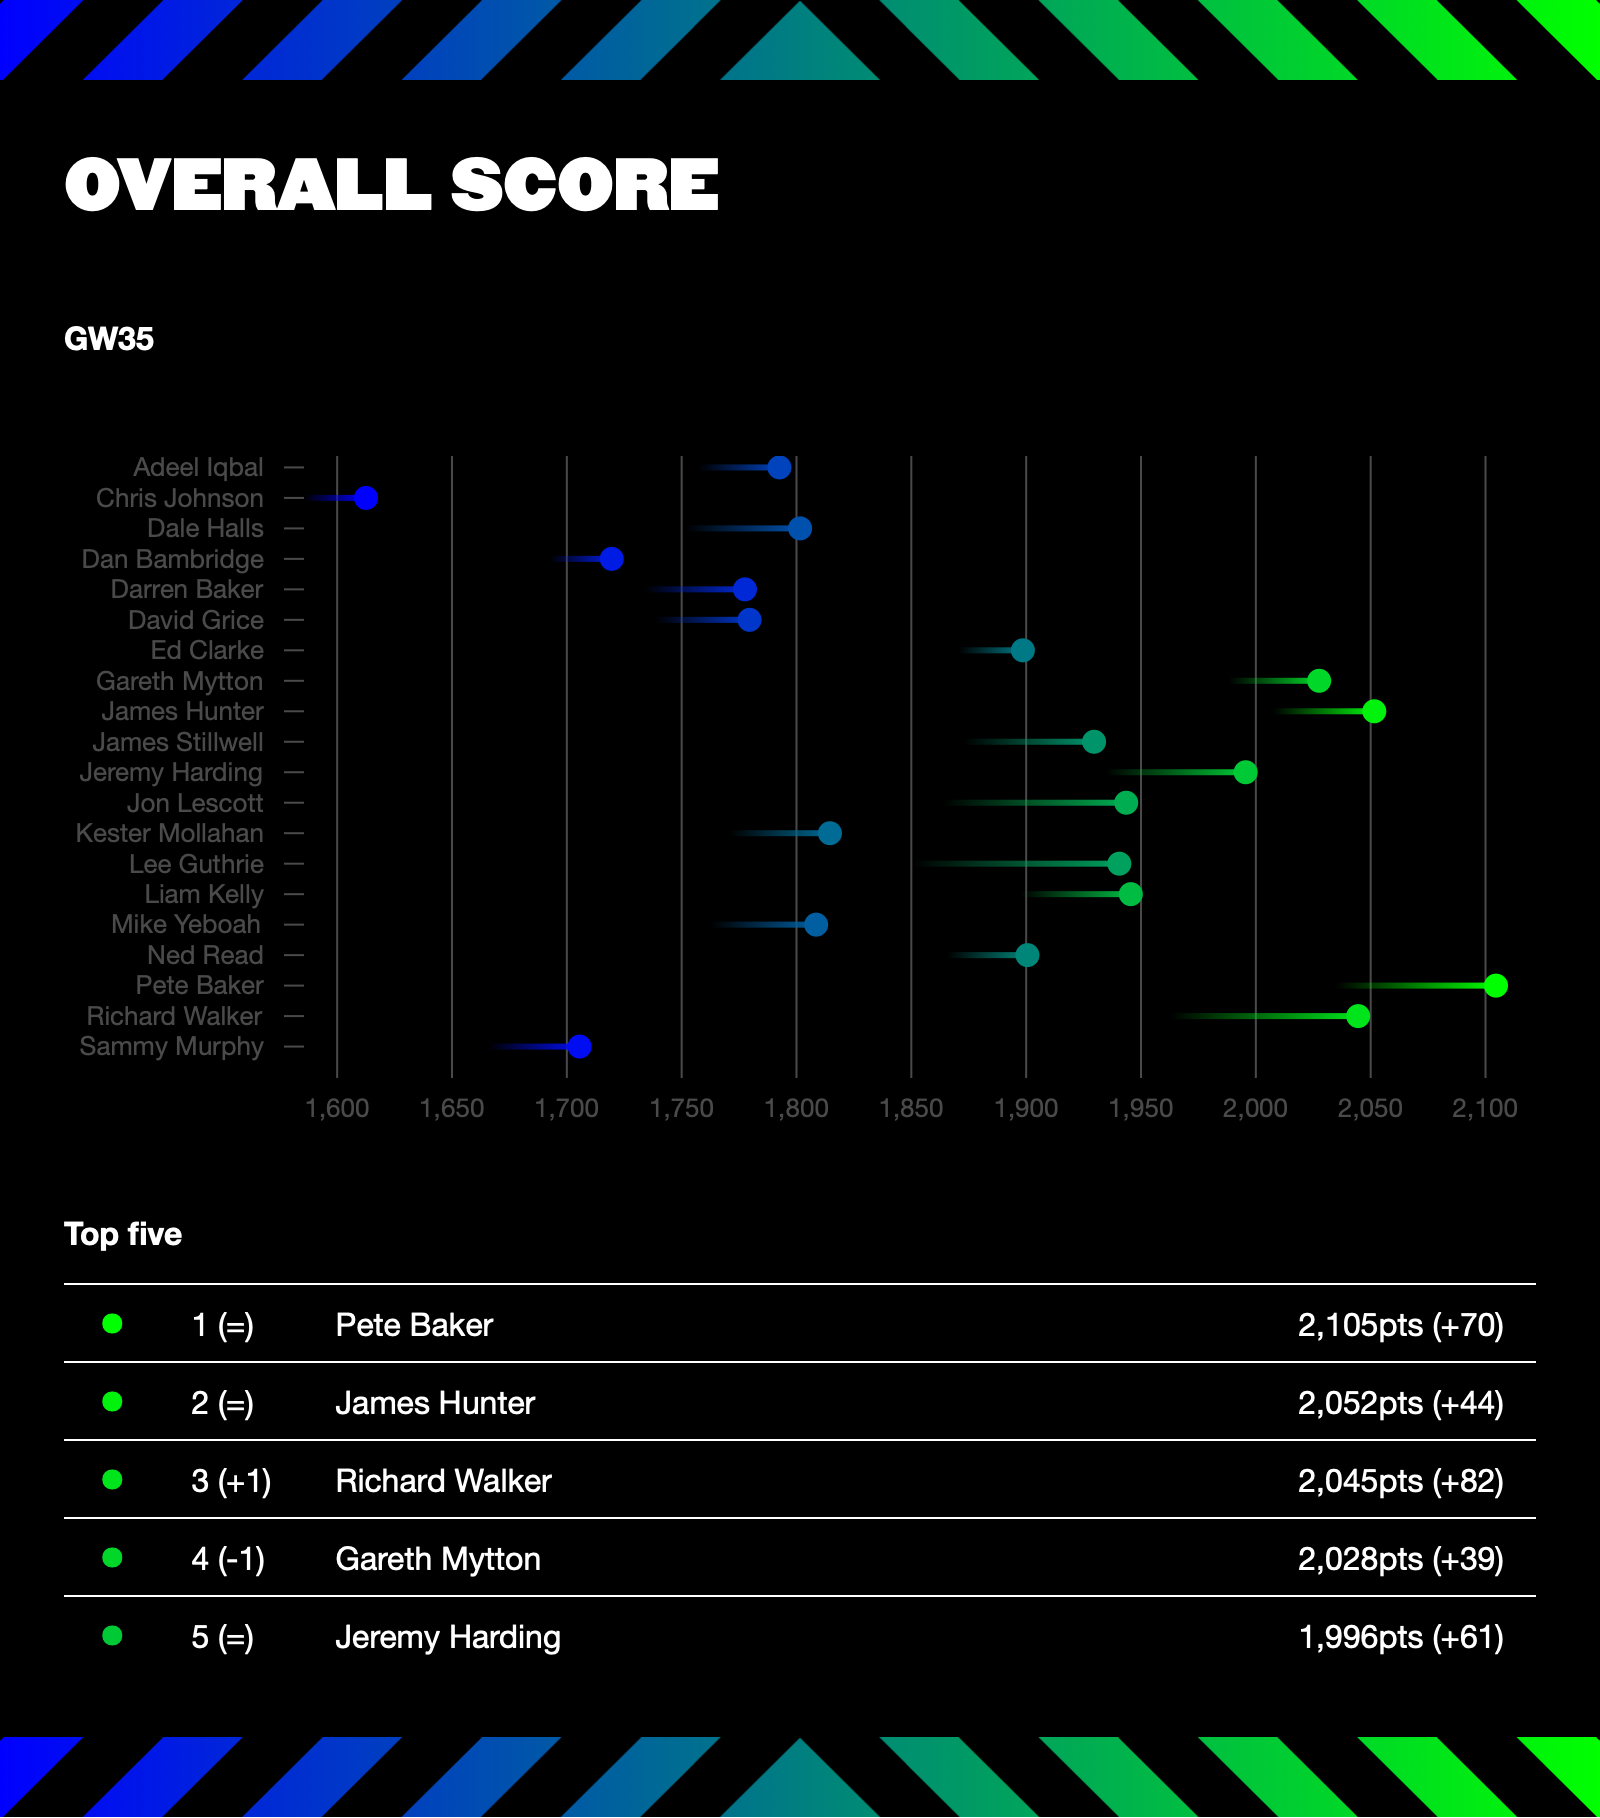 OVERALL SCORE
GW35
Adeel Iqbal
Chris Johnson
Dale Halls
Dan Bambridge
Darren Baker
David Grice
Ed Clarke
Gareth Mytton
James Hunter
James Stillwell
Jeremy Harding
Jon Lescott
Kester Mollahan
Lee Guthrie
Liam Kelly
Mike Yeboah
Ned Read
Pete Baker
Richard Walker
Sammy Murphy
1,600 1,650 1,700 1,750 1,800 1,850 1,900 1,950 2,000 2,050 2,100
Top five
1 (=) Pete Baker 2,105pts (+70)
2 (=) James Hunter 2,052pts (+44)
3 (+1) Richard Walker 2,045pts (+82)
4 (-1) Gareth Mytton 2,028pts (+39)
5 (=) Jeremy Harding 1,996pts (+61)